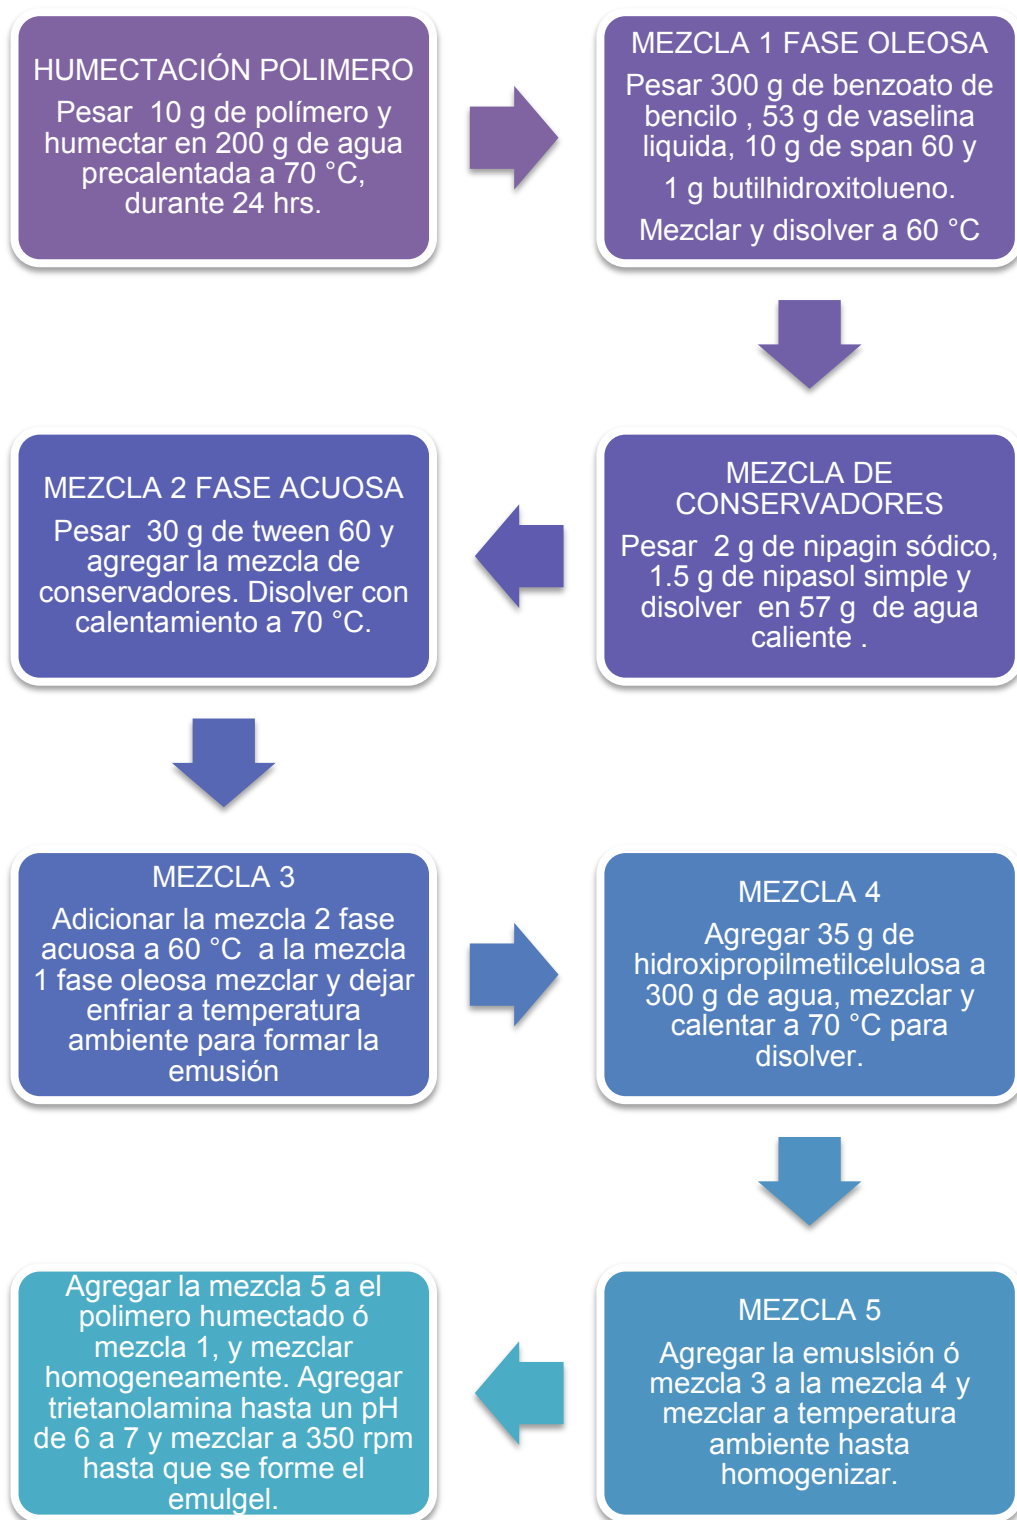 HUMECTACIÓN POLIMERO
Pesar 10 g de polímero y
humectar en 200 g de agua
precalentada a 70 °C,
durante 24 hrs.
MEZCLA 1 FASE OLEOSA
Pesar 300 g de benzoato de
bencilo , 53 g de vaselina
liquida, 10 g de span 60 y
1 g butilhidroxitolueno.
Mezclar y disolver a 60 °C
MEZCLA DE
CONSERVADORES
Pesar 2 g de nipagin sódico,
1.5 g de nipasol simple y
disolver en 57 g de agua
caliente .
MEZCLA 2 FASE ACUOSA
Pesar 30 g de tween 60 y
agregar la mezcla de
conservadores. Disolver con
calentamiento a 70 °C.
MEZCLA 3
Adicionar la mezcla 2 fase
acuosa a 60 °C a la mezcla
1 fase oleosa mezclar y dejar
enfriar a temperatura
ambiente para formar la
emusión
MEZCLA 4
Agregar 35 g de
hidroxipropilmetilcelulosa a
300 g de agua, mezclar y
calentar a 70 °C para
disolver.
MEZCLA 5
Agregar la emuslsión ó
mezcla 3 a la mezcla 4 y
mezclar a temperatura
ambiente hasta
homogenizar.
Agregar la mezcla 5 a el
polimero humectado ó
mezcla 1, y mezclar
homogeneamente. Agregar
trietanolamina hasta un pH
de 6 a 7 y mezclar a 350 rpm
hasta que se forme el
emulgel.